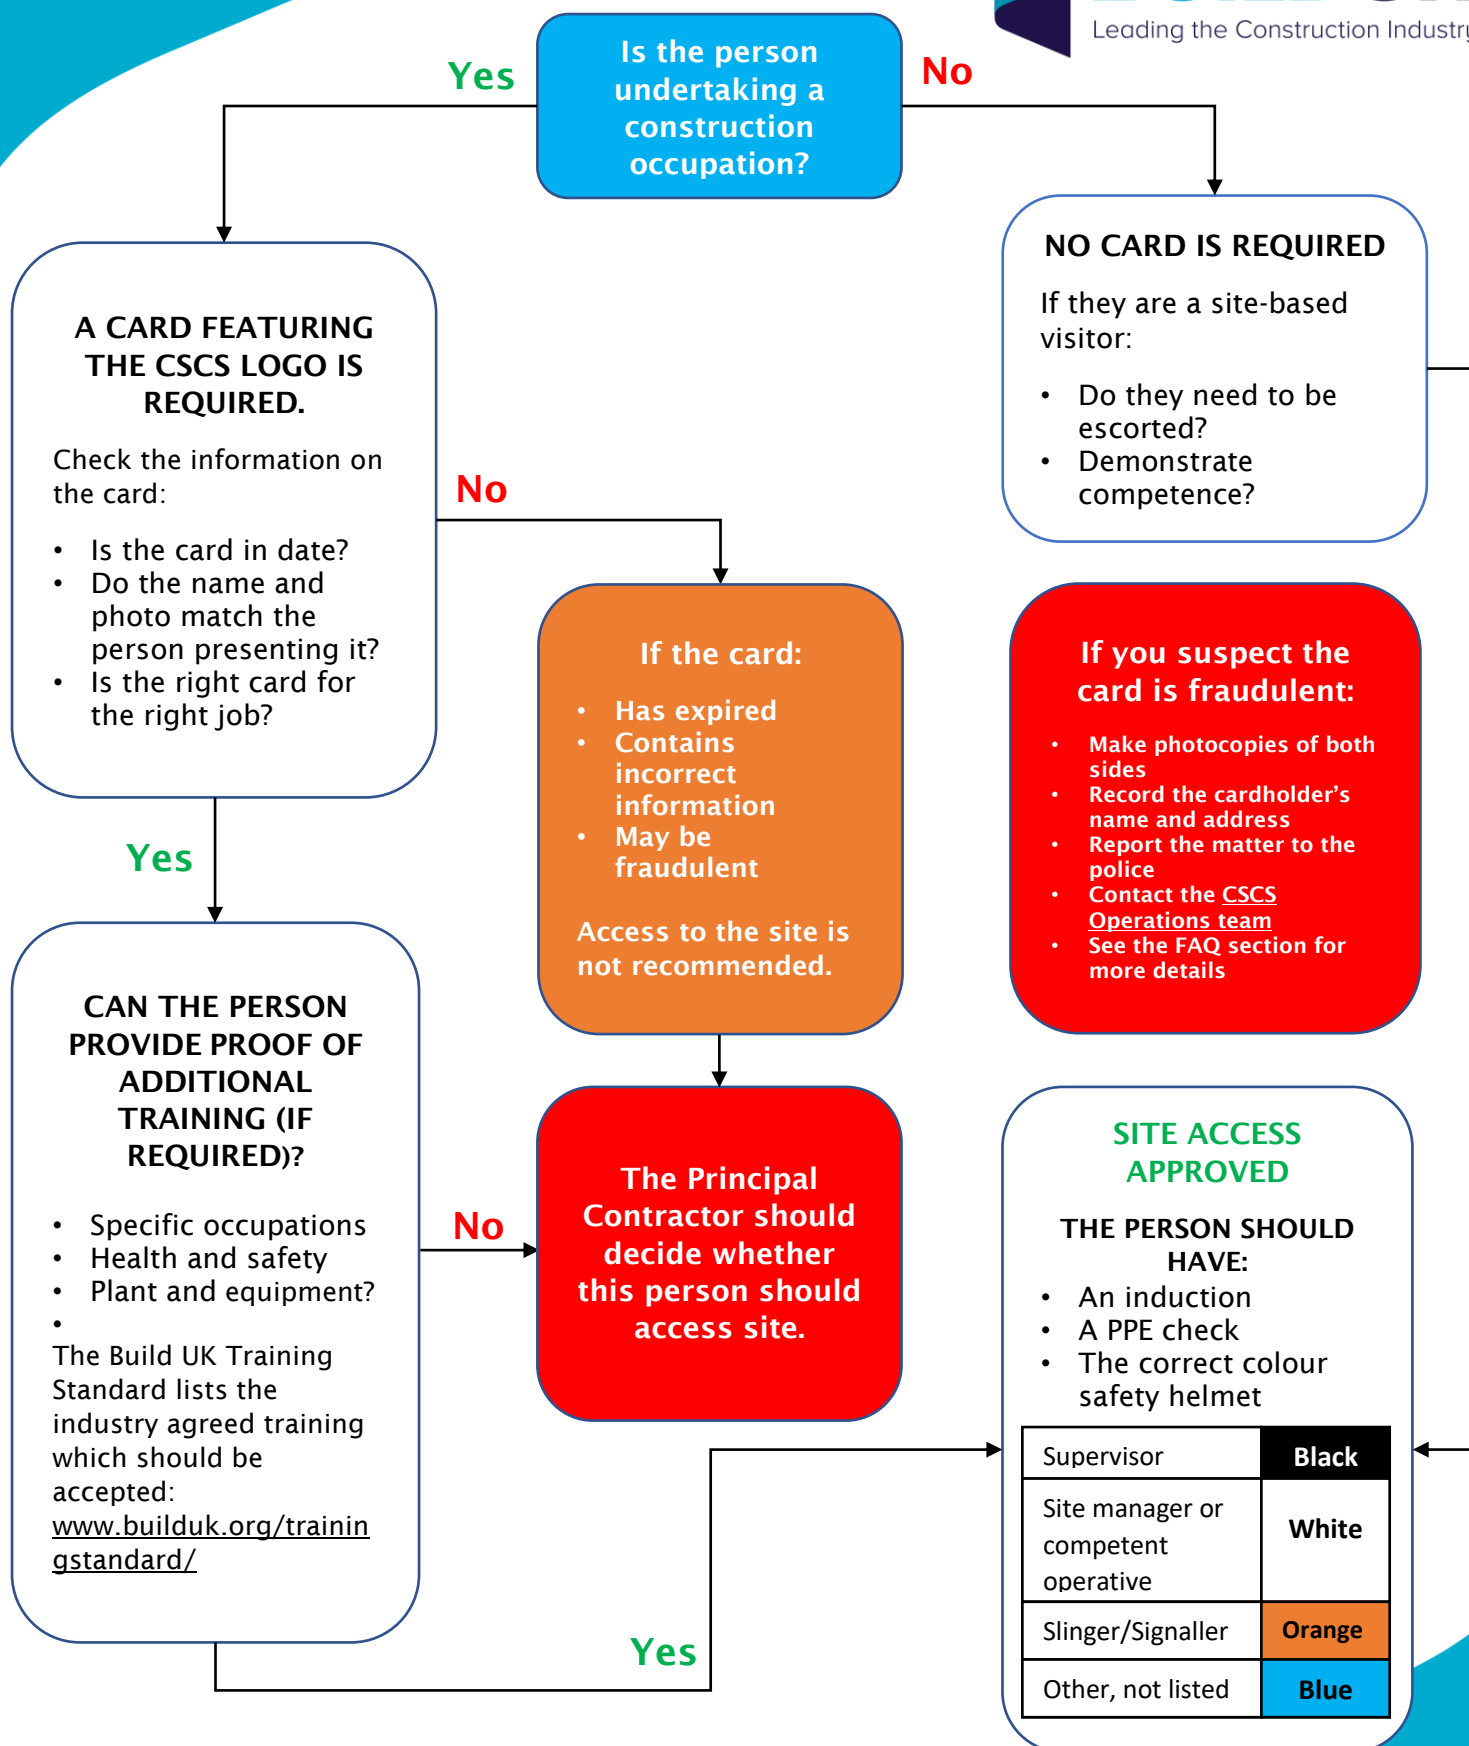 Leading the Construction Industry
Is the person
undertaking a
construction
occupation?
Yes
No
A CARD FEATURING
THE CSCS LOGO IS
REQUIRED.
Check the information on
the card:
• Is the card in date?
• Do the name and
photo match the
person presenting it?
• Is the right card for
the right job?
NO CARD IS REQUIRED
If they are a site-based
visitor:
• Do they need to be
escorted?
• Demonstrate
competence?
No
If the card:
• Has expired
• Contains
incorrect
information
• May be
fraudulent
Access to the site is
not recommended.
If you suspect the
card is fraudulent:
• Make photocopies of both
sides
• Record the cardholder’s
name and address
• Report the matter to the
police
• Contact the CSCS
Operations team
• See the FAQ section for
more details
Yes
CAN THE PERSON
PROVIDE PROOF OF
ADDITIONAL
TRAINING (IF
REQUIRED)?
• Specific occupations
• Health and safety
• Plant and equipment?
•
The Build UK Training
Standard lists the
industry agreed training
which should be
accepted:
www.builduk.org/trainin
gstandard/
No
The Principal
Contractor should
decide whether
this person should
access site.
Yes
SITE ACCESS
APPROVED
THE PERSON SHOULD
HAVE:
• An induction
• A PPE check
• The correct colour
safety helmet
Supervisor Black
Site manager or
competent
operative
White
Slinger/Signaller Orange
Other, not listed Blue